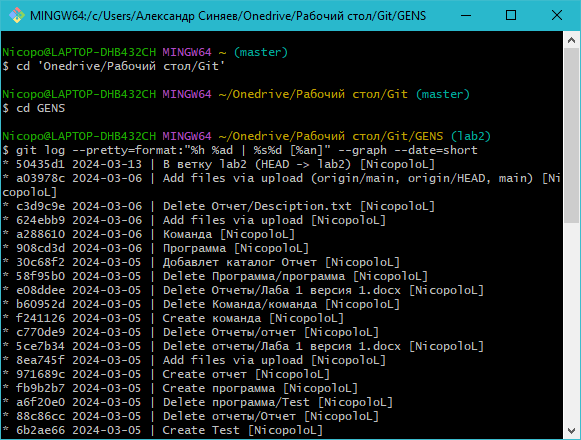 MINGW64:/c/Users/Александр Синяев/Onedrive/Рабочий стол/Git/GENS
Nicopo@LAPTOP-DHB432CH MINGW64 ~ (master)
$ cd 'Onedrive/Рабочий стол/Git'
Nicopo@LAPTOP-DHB432CH MINGW64 ~/Onedrive/Рабочий стол/Git (master)
$ cd GENS
Nicopo@LAPTOP-DHB432CH MINGW64 ~/Onedrive/Рабочий стол/Git/GENS (lab2)
$ git log --pretty=format:"%h %ad | %s%d [%an]" --graph --date=short
* 50435d1 2024-03-13 | В ветку lab2 (HEAD -> lab2) [NicopoloL]
* a03978c 2024-03-06 | Add files via upload (origin/main, origin/HEAD, main) [Ni
copoloL]
* c3d9c9e 2024-03-06 | Delete Отчет/Desciption.txt [NicopoloL]
* 624ebb9 2024-03-06 | Add files via upload [NicopoloL]
* a288610 2024-03-06 | Команда [NicopoloL]
* 908cd3d 2024-03-06 | Программа [NicopoloL]
* 30c68f2 2024-03-05 | Добавлет каталог Отчет [NicopoloL]
* 58f95b0 2024-03-05 | Delete Программа/программа [NicopoloL]
* e08ddee 2024-03-05 | Delete Отчеты/Лаба 1 версия 1.docx [NicopoloL]
* b60952d 2024-03-05 | Delete Команда/команда [NicopoloL]
* f241126 2024-03-05 | Create команда [NicopoloL]
* c770de9 2024-03-05 | Delete Отчеты/отчет [NicopoloL]
* 5ce7b34 2024-03-05 | Delete отчеты/Лаба 1 версия 1.docx [NicopoloL]
* 8ea745f 2024-03-05 | Add files via upload [NicopoloL]
* 971689c 2024-03-05 | Create отчет [NicopoloL]
* fb9b2b7 2024-03-05 | Create программа [NicopoloL]
* a6f20e0 2024-03-05 | Delete программа/Test [NicopoloL]
* 88c86cc 2024-03-05 | Delete отчеты/Отчет [NicopoloL]
* 6b2ae66 2024-03-05 | Create Test [NicopoloL]